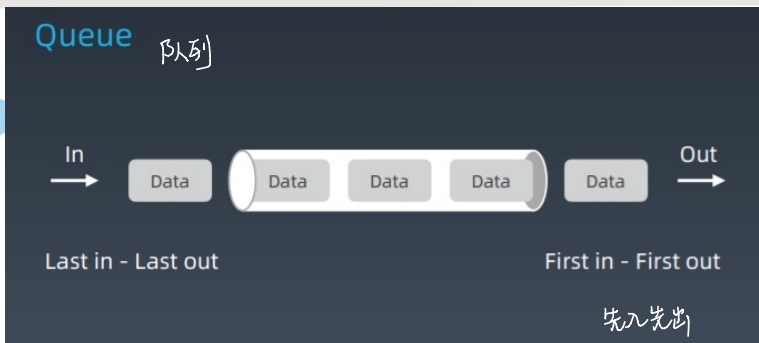 Queue 队列
In Out
Data Data Data Data Data
Last in - Last out First in - First out
先入先出